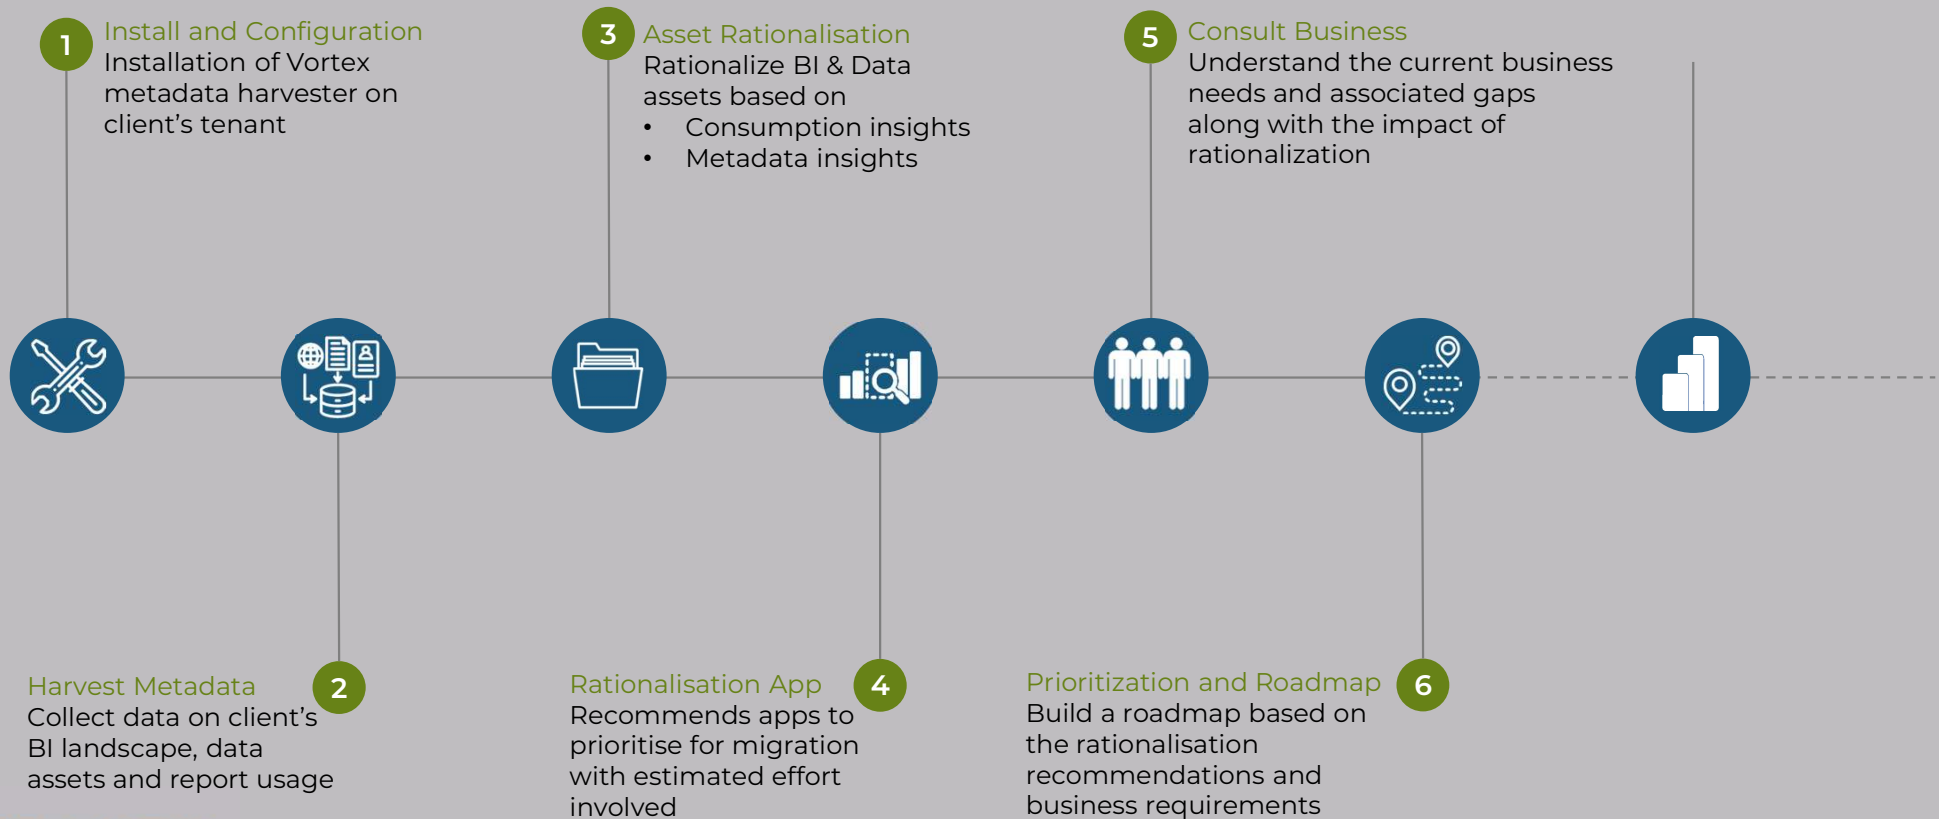 1
Install and Configuration
Installation of Vortex
metadata harvester on
client's tenant
2
Harvest Metadata
Collect data on client's
BI landscape, data
assets and report usage
3
Asset Rationalisation
Rationalize BI & Data
assets based on
• Consumption insights
• Metadata insights
4
Rationalisation App
Recommends apps to
prioritise for migration
with estimated effort
involved
5
Consult Business
Understand the current business
needs and associated gaps
along with the impact of
rationalization
6
Prioritization and Roadmap
Build a roadmap based on
the rationalisation
recommendations and
business requirements